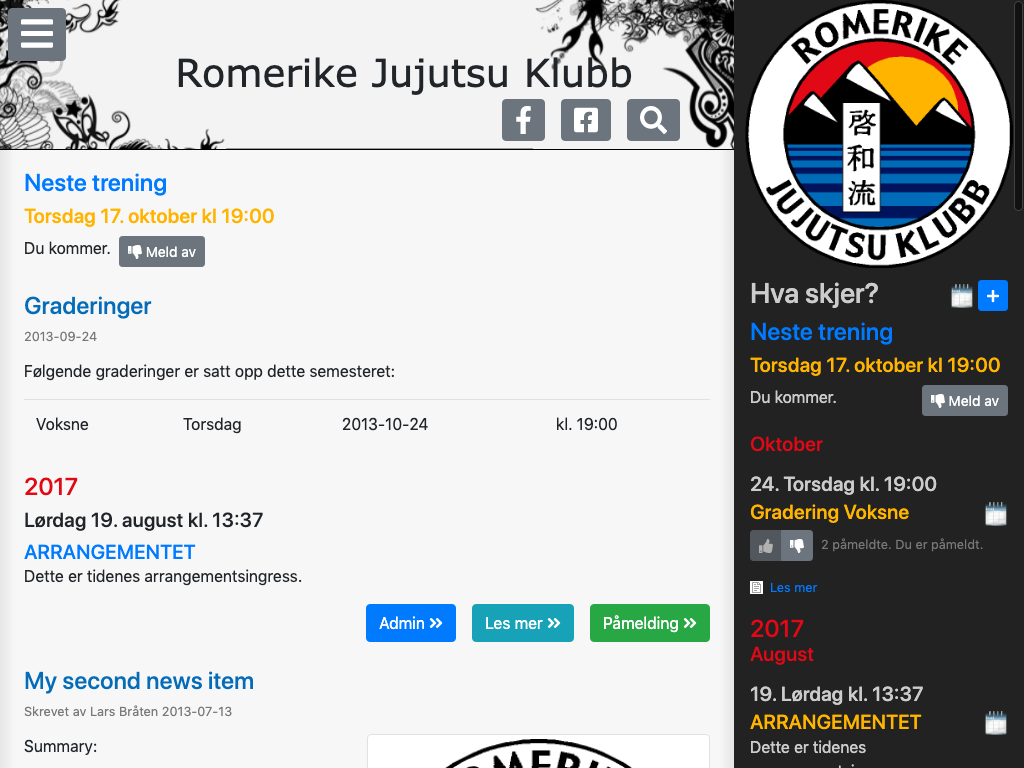 Romerike Jujutsu Klubb
Neste trening
Torsdag 17. oktober kl 19:00
Du kommer. Meld av
Graderinger
2013-09-24
Følgende graderinger er satt opp dette semesteret:
Voksne Torsdag 2013-10-24 kl. 19:00
2017
Lørdag 19. august kl. 13:37
ARRANGEMENTET
Dette er tidenes arrangementsingress.
Admin Les mer Påmelding
My second news item
Skrevet av Lars Bråten 2013-07-13
Summary:
ROMERIKE
ROMERIKE
啓和流
JUJUTSU KLUBB
Hva skjer?
Neste trening
Torsdag 17. oktober kl 19:00
Du kommer. Meld av
Oktober
24. Torsdag kl. 19:00
Gradering Voksne
2 påmeldte. Du er påmeldt.
Les mer
2017
August
19. Lørdag kl. 13:37
ARRANGEMENTET
Dette er tidenes